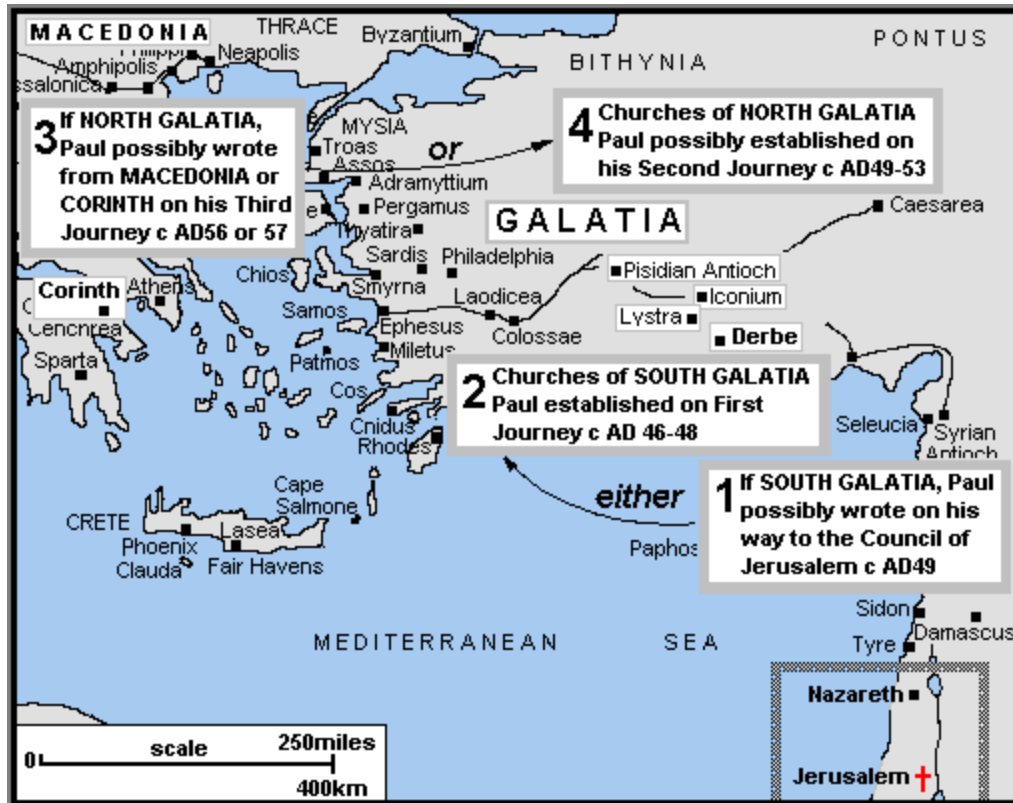 MACEDONIA
THRACE
Byzantium
PONTUS
BITHYNIA
Neapolis
Amphipolis
ssalonica
3 If NORTH GALATIA,
Paul possibly wrote
from MACEDONIA or
CORINTH on his Third
Journey c AD56 or 57
MYSIA
Troas
or
Assos
Adramyttium
Pergamus
4 Churches of NORTH GALATIA
Paul possibly established on
his Second Journey c AD49-53
Caesarea
GALATIA
Sardis
Philadelphia
Chios
Smyrna
Pisidian Antioch
Iconium
Lystra
Derbe
Corinth
Athens
Cenchrea
Sparta
Samos
Laodicea
Ephesus
Colossae
Miletus
Patmos
Cos
Cnidus
Rhodes
2 Churches of SOUTH GALATIA
Paul established on First
Journey c AD 46-48
Seleucia
Syrian
Antioch
either
1 If SOUTH GALATIA, Paul
possibly wrote on his
way to the Council of
Jerusalem c AD49
Cape
Salmone
CRETE
Lasea
Phoenix
Clauda
Fair Havens
Paphos
Sidon
Damascus
Tyre
MEDITERRANEAN SEA
Nazareth
Jerusalem
scale
250miles
0
400km